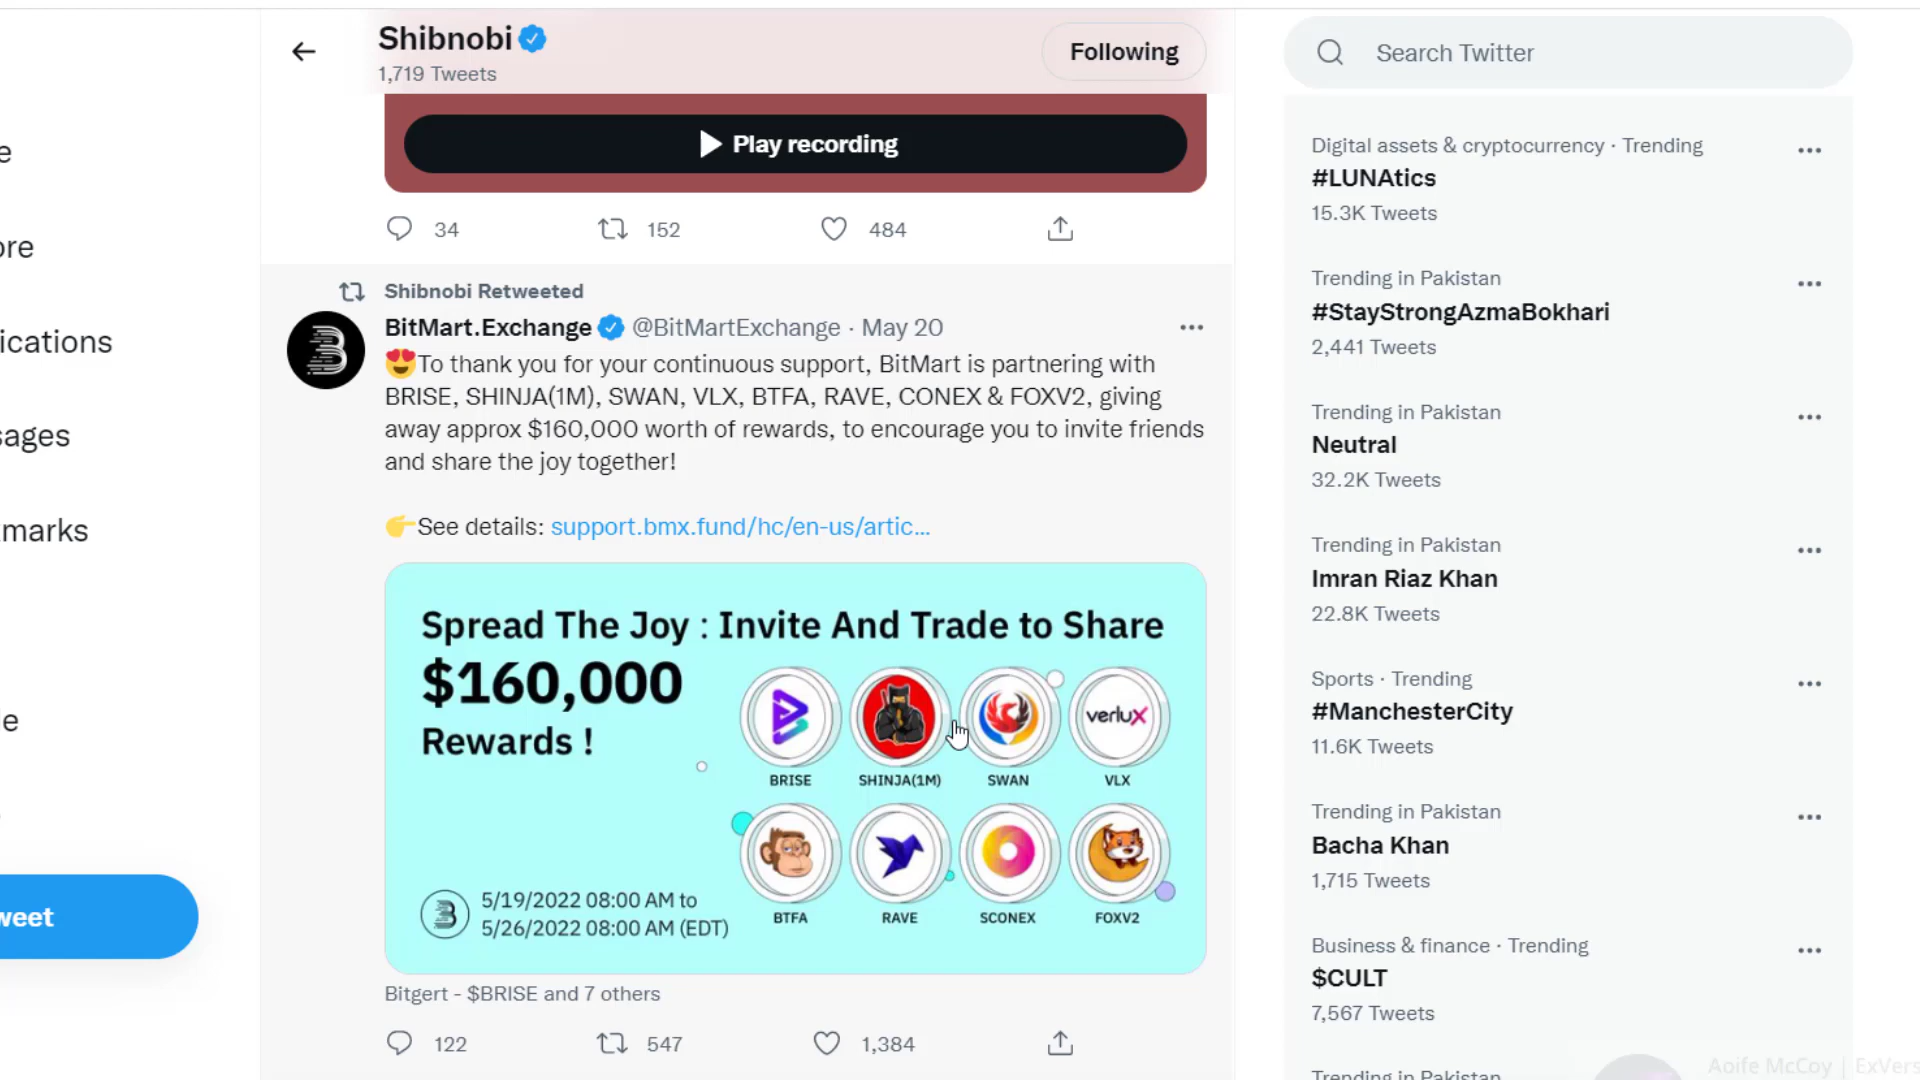 Shibnobi
1,719 Tweets
Following
Search Twitter
Play recording
34
152
484
Shibnobi Retweeted
BitMart.Exchange @BitMartExchange · May 20
😍To thank you for your continuous support, BitMart is partnering with
BRISE, SHINJA(1M), SWAN, VLX, BTFA, RAVE, CONEX & FOXV2, giving
away approx $160,000 worth of rewards, to encourage you to invite friends
and share the joy together!
👉See details: support.bmx.fund/hc/en-us/artic...
Spread The Joy : Invite And Trade to Share
$160,000
Rewards !
verlux
BRISE
SHINJA(1M)
SWAN
VLX
BTFA
RAVE
SCONEX
FOXV2
5/19/2022 08:00 AM to
5/26/2022 08:00 AM (EDT)
Bitgert - $BRISE and 7 others
122
547
1,384
e
ore
ications
sages
kmarks
le
weet
Digital assets & cryptocurrency · Trending
#LUNAtics
15.3K Tweets
Trending in Pakistan
#StayStrongAzmaBokhari
2,441 Tweets
Trending in Pakistan
Neutral
32.2K Tweets
Trending in Pakistan
Imran Riaz Khan
22.8K Tweets
Sports · Trending
#ManchesterCity
11.6K Tweets
Trending in Pakistan
Bacha Khan
1,715 Tweets
Business & finance · Trending
$CULT
7,567 Tweets
Trending in Pakistan
Aoife McCoy | ExVers